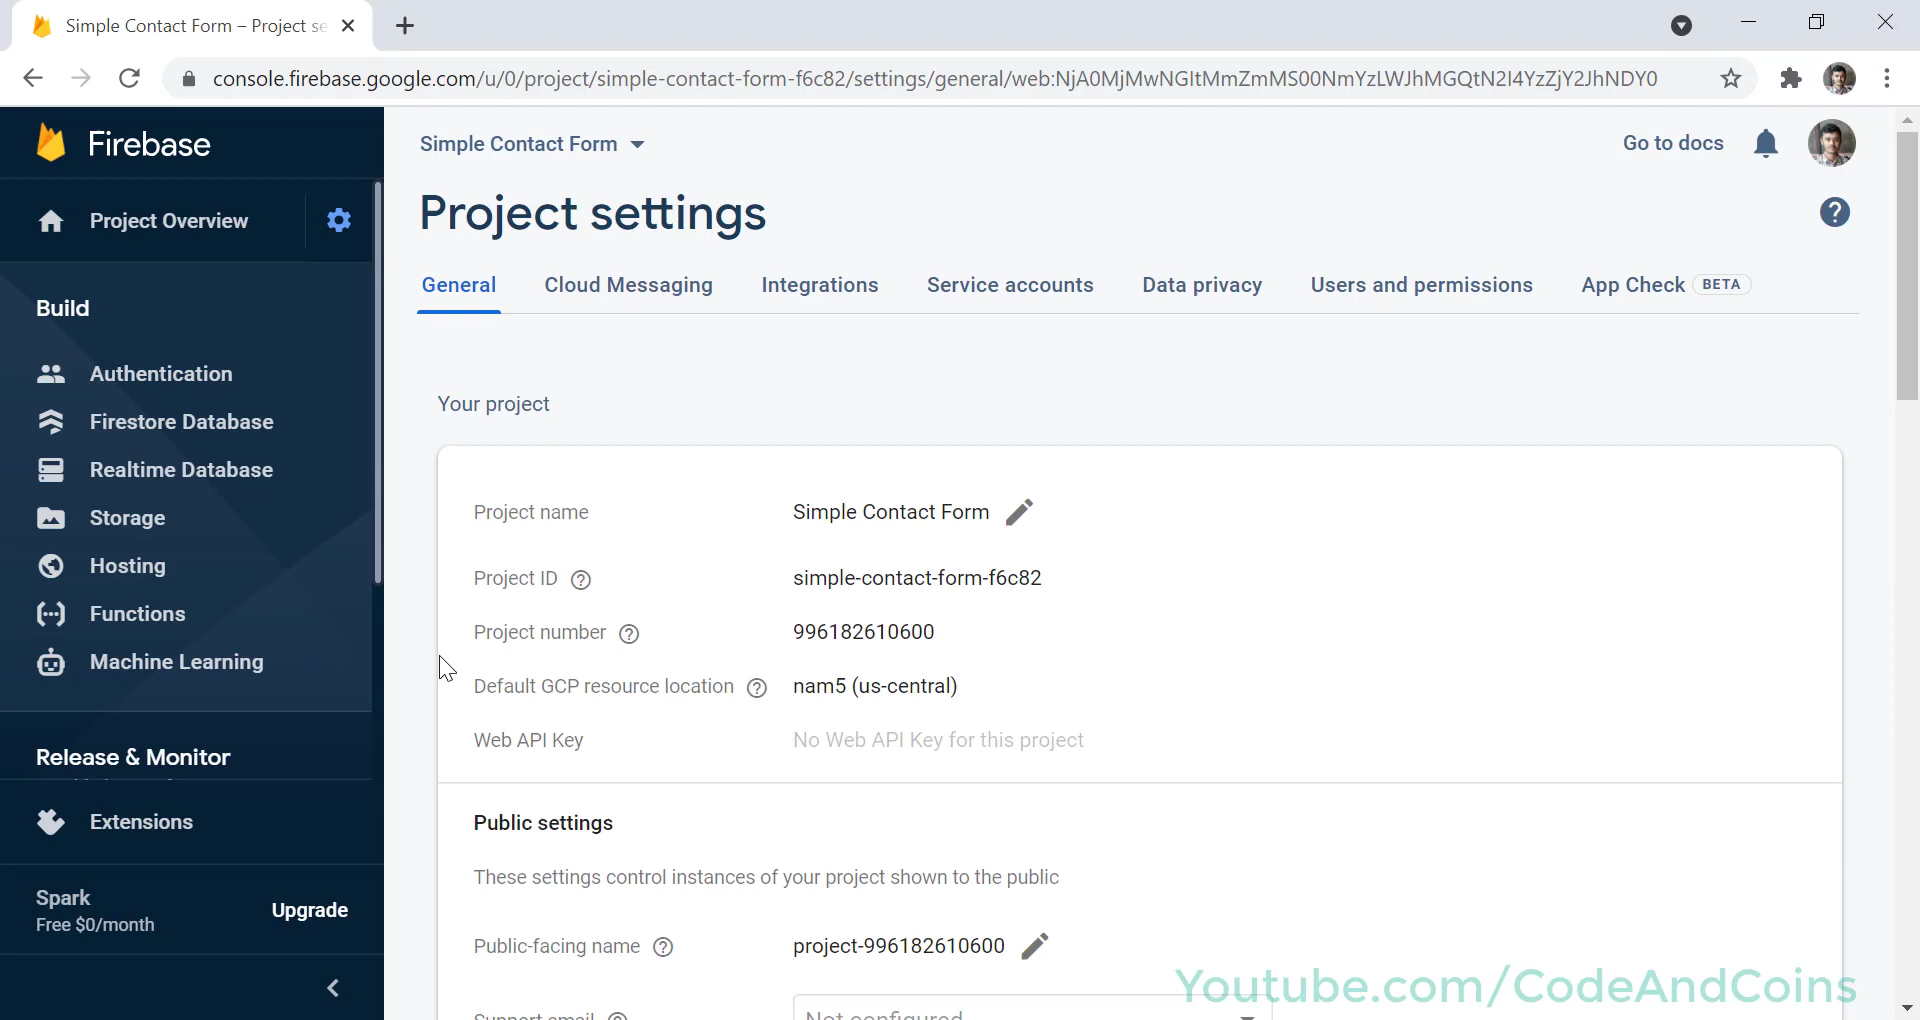 Simple Contact Form – Project se
console.firebase.google.com/u/0/project/simple-contact-form-f6c82/settings/general/web:NjA0MjMwNGItMmZmMS00NmYzLWJhMGQtN2I4YzZjY2JhNDY0
Firebase
Simple Contact Form
Go to docs
Project Overview
Project settings
General
Cloud Messaging
Integrations
Service accounts
Data privacy
Users and permissions
App Check BETA
Build
Authentication
Firestore Database
Realtime Database
Storage
Hosting
Functions
Machine Learning
Release & Monitor
Extensions
Spark
Free $0/month
Upgrade
Your project
Project name
Simple Contact Form
Project ID
simple-contact-form-f6c82
Project number
996182610600
Default GCP resource location
nam5 (us-central)
Web API Key
No Web API Key for this project
Public settings
These settings control instances of your project shown to the public
Public-facing name
project-996182610600
Support email
Not configured
Youtube.com/CodeAndCoins